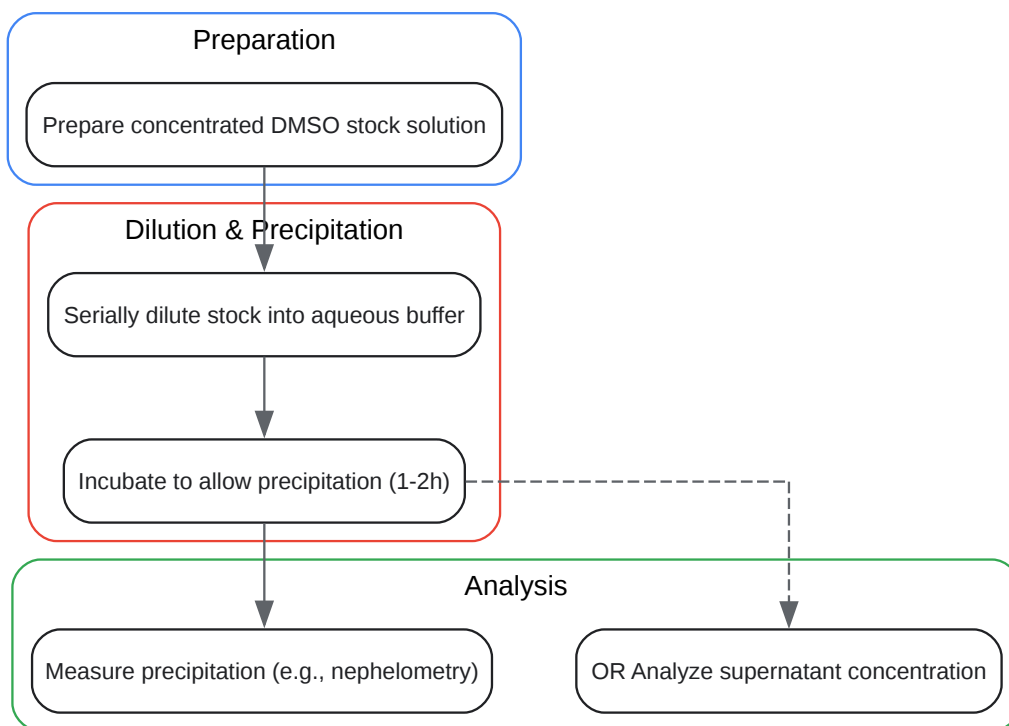 Preparation
Prepare concentrated DMSO stock solution
Dilution & Precipitation
Serially dilute stock into aqueous buffer
Incubate to allow precipitation (1-2h)
Analysis
Measure precipitation (e.g., nephelometry)
OR Analyze supernatant concentration